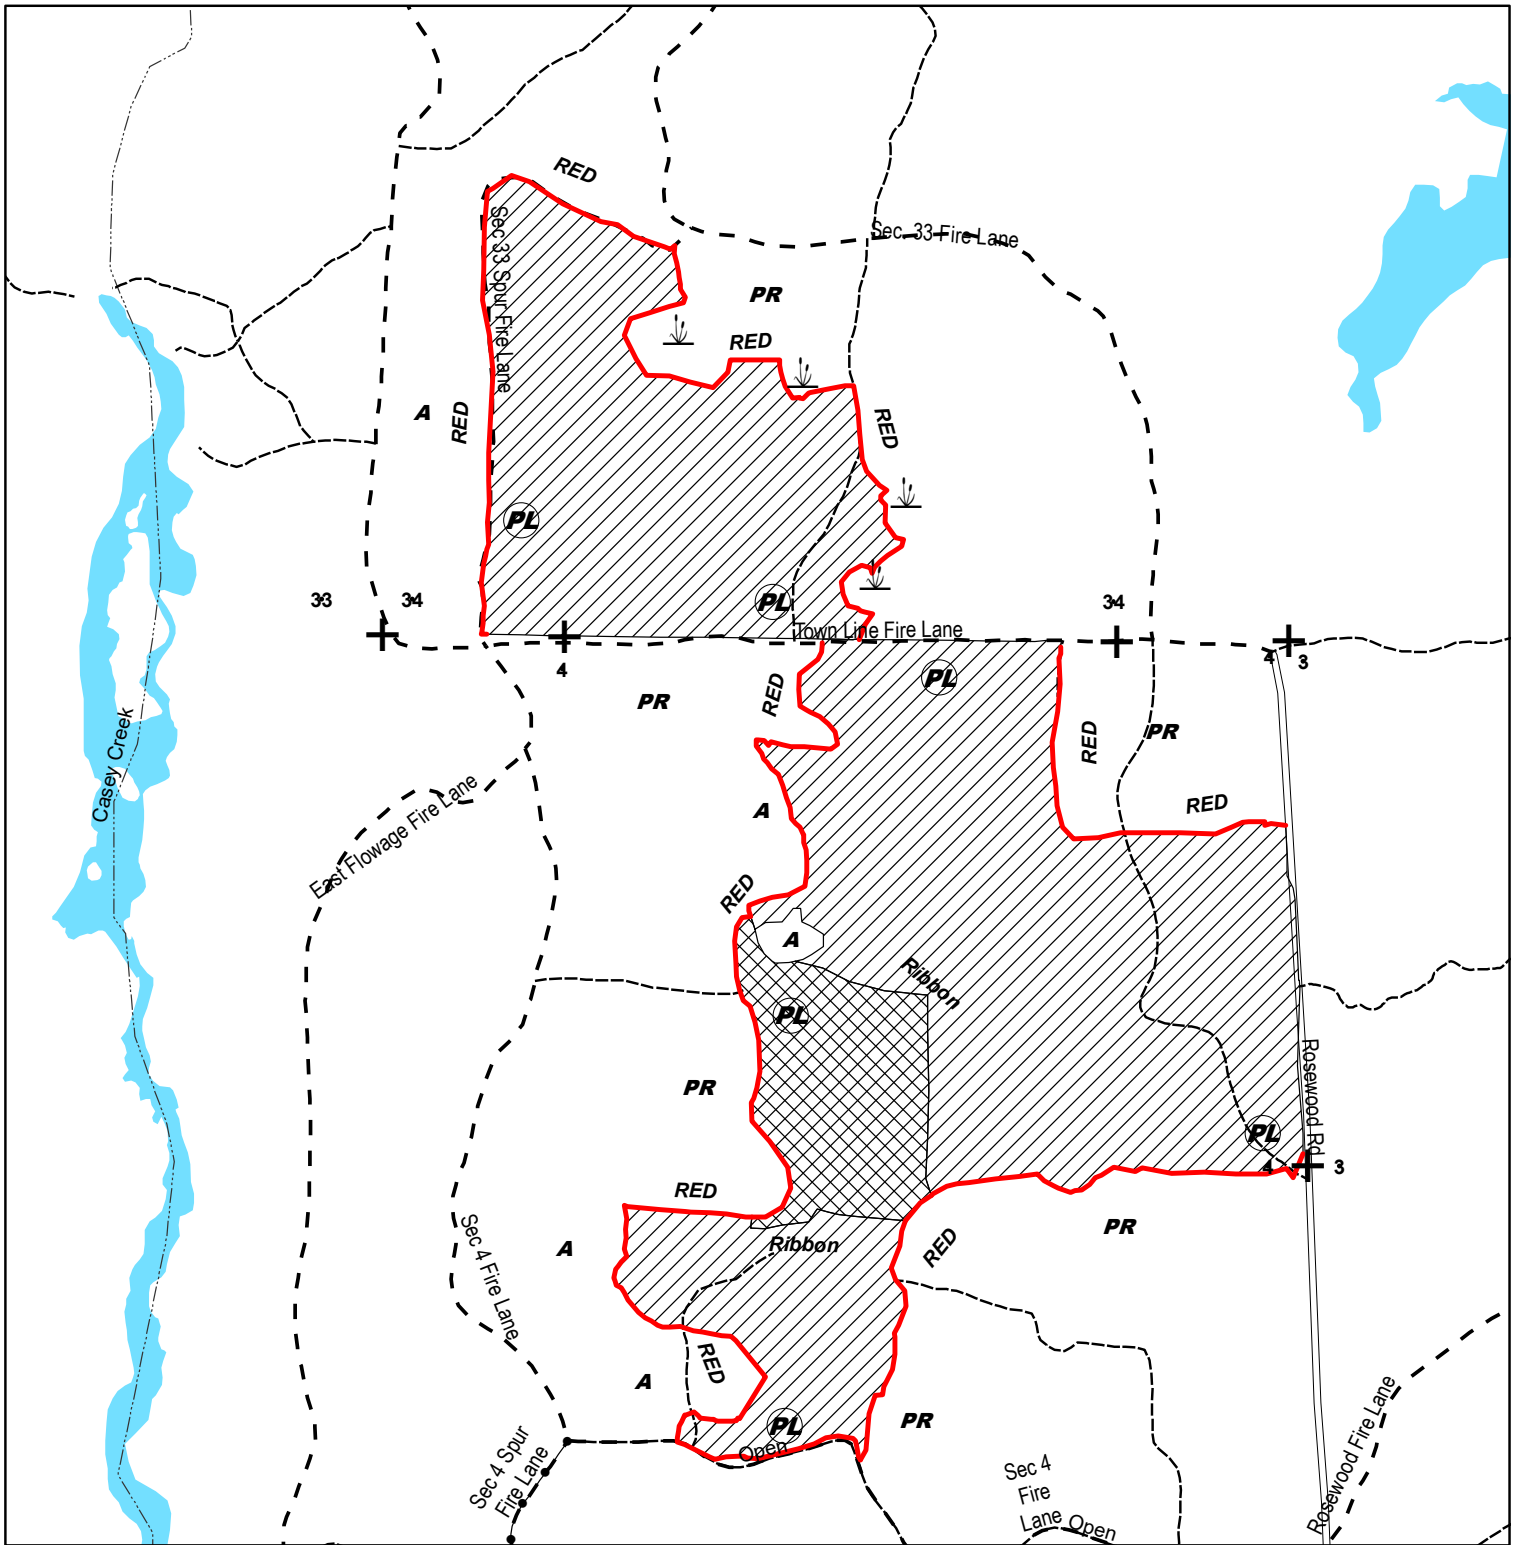 RED
Sec. 33 Fire Lane
Sec 33 Spur Fire Lane
PR
RED
A
RED
RED
PL
33
34
PL
34
Town Line Fire Lane
4
4
3
PL
PR
RED
RED
PR
Casey Creek
East Flowage Fire Lane
A
RED
RED
A
Ribbon
PL
PR
Rosewood Rd
PL
4
3
RED
PR
Sec 4 Fire Lane
A
Ribbon
RED
RED
A
PL
PR
Open
Sec 4 Spur
Fire Lane
Sec 4
Fire
Lane Open
Rosewood Fire Lane